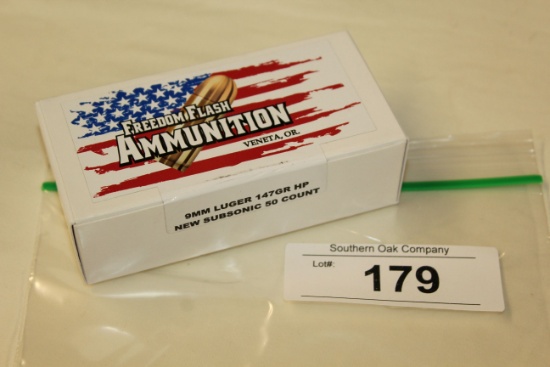 FREEDOM FLASH
AMMUNITION
VENETA, OR.
9MM LUGER 147GR HP
NEW SUBSONIC 50 COUNT
Southern Oak Company
Lot#:
179